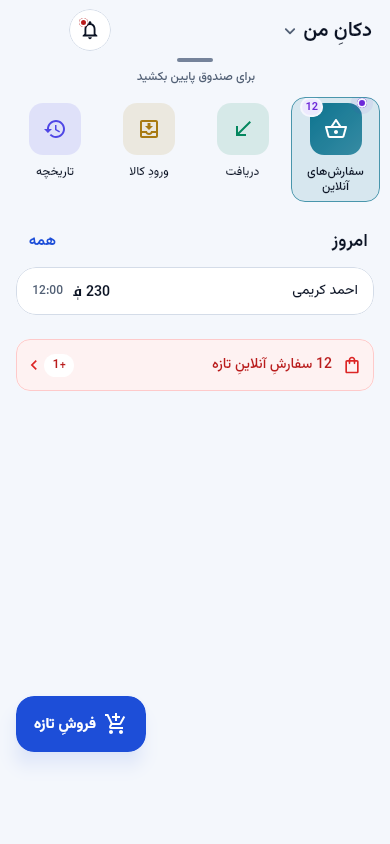 دکانِ من
برای صندوق پایین بکشید
12
سفارش‌های
آنلاین
دریافت
ورودِ کالا
تاریخچه
امروز
همه
احمد کریمی
230 ؋
12:00
12 سفارشِ آنلاینِ تازه
+1
فروشِ تازه